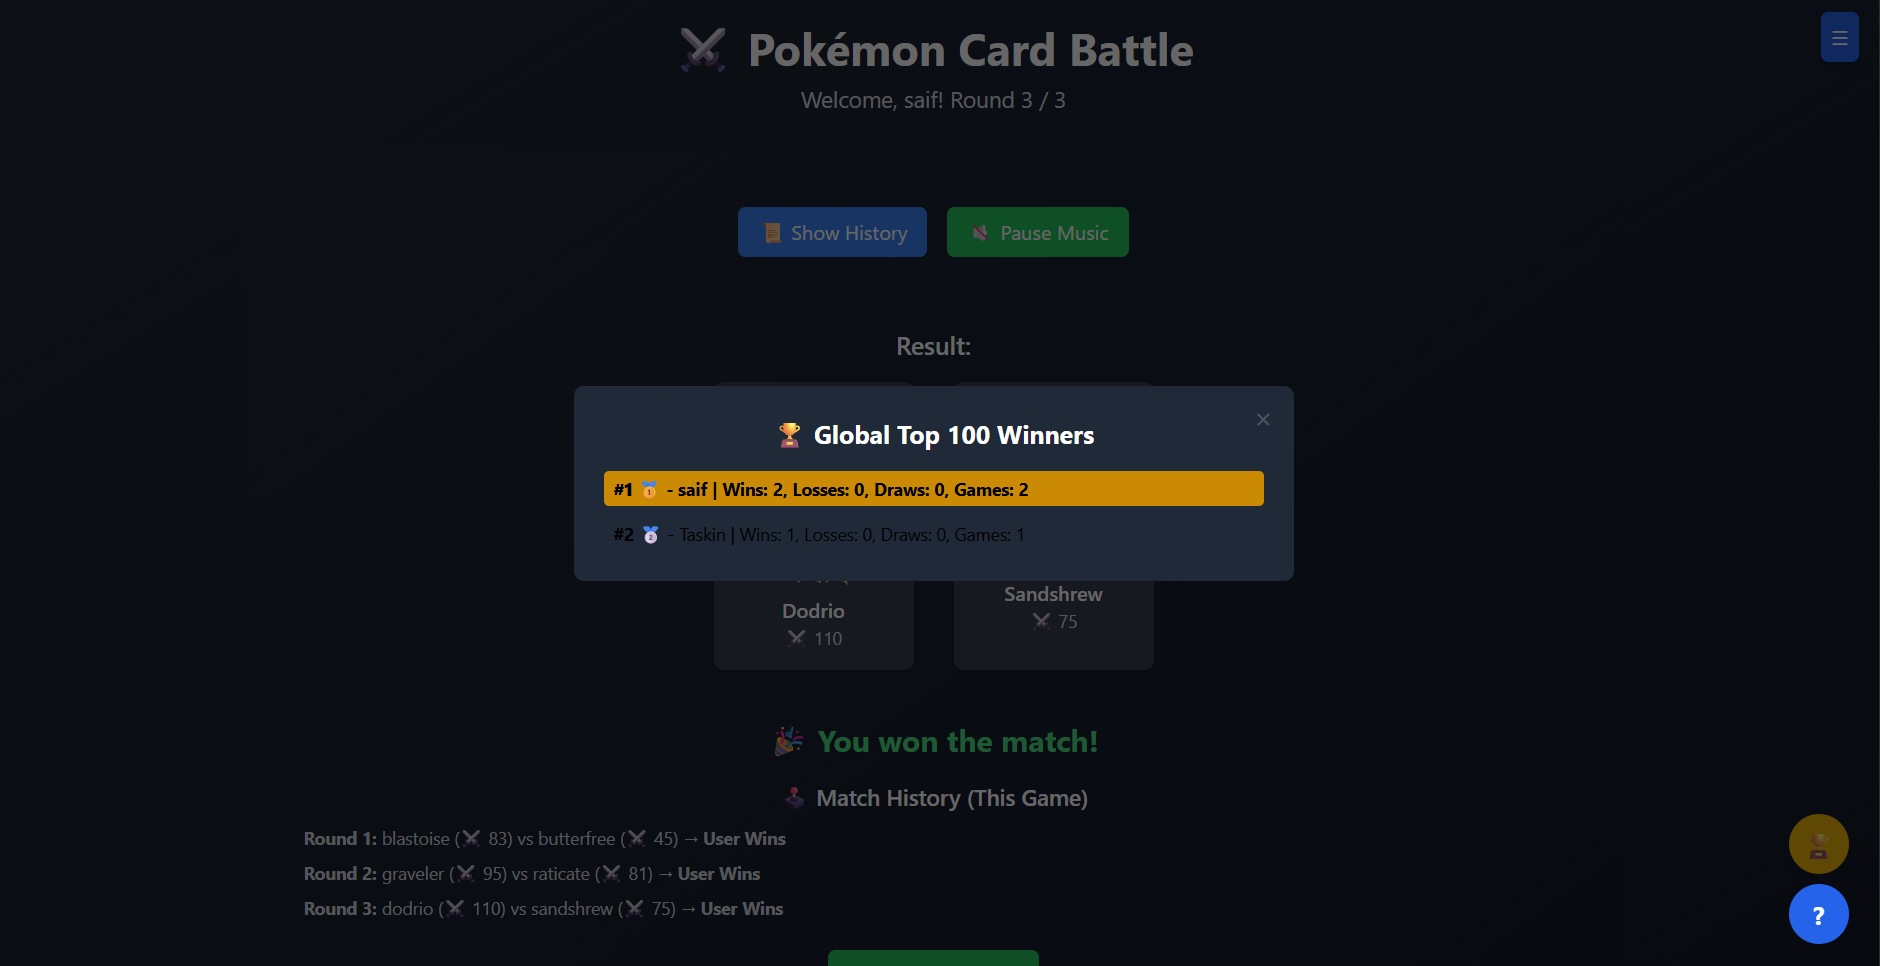 ⚔️ Pokémon Card Battle
Welcome, saif! Round 3 / 3
☰
📜 Show History
🔇 Pause Music
Result:
🏆 Global Top 100 Winners
×
#1 🥇 - saif | Wins: 2, Losses: 0, Draws: 0, Games: 2
#2 🥈 - Taskin | Wins: 1, Losses: 0, Draws: 0, Games: 1
Dodrio
⚔️ 110
Sandshrew
⚔️ 75
🎉 You won the match!
🕹️ Match History (This Game)
Round 1: blastoise (⚔️ 83) vs butterfree (⚔️ 45) → User Wins
Round 2: graveler (⚔️ 95) vs raticate (⚔️ 81) → User Wins
Round 3: dodrio (⚔️ 110) vs sandshrew (⚔️ 75) → User Wins
🏆
?